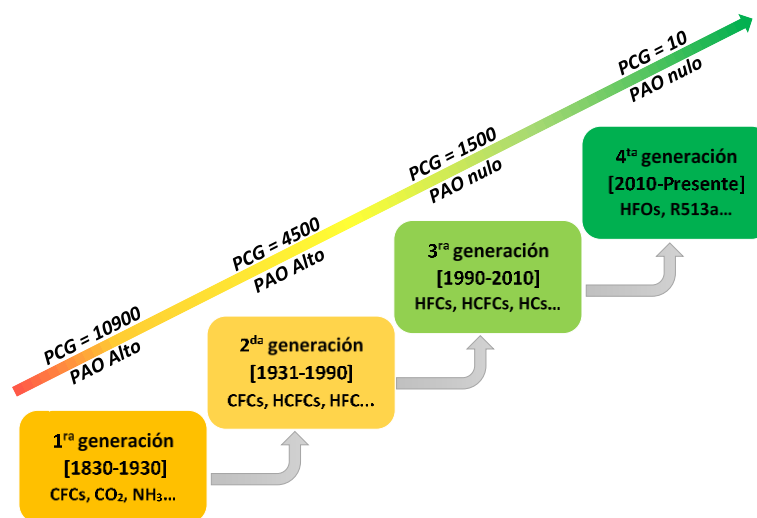 PCG = 10
PAO nulo
PCG = 1500
PAO nulo
PCG = 4500
PAO Alto
PCG = 10900
PAO Alto
4ta generación
[2010-Presente]
HFOs, R513a...
3ra generación
[1990-2010]
HFCs, HCFCs, HCs...
2da generación
[1931-1990]
CFCs, HCFCs, HFC...
1ra generación
[1830-1930]
CFCs, CO₂, NH₃...